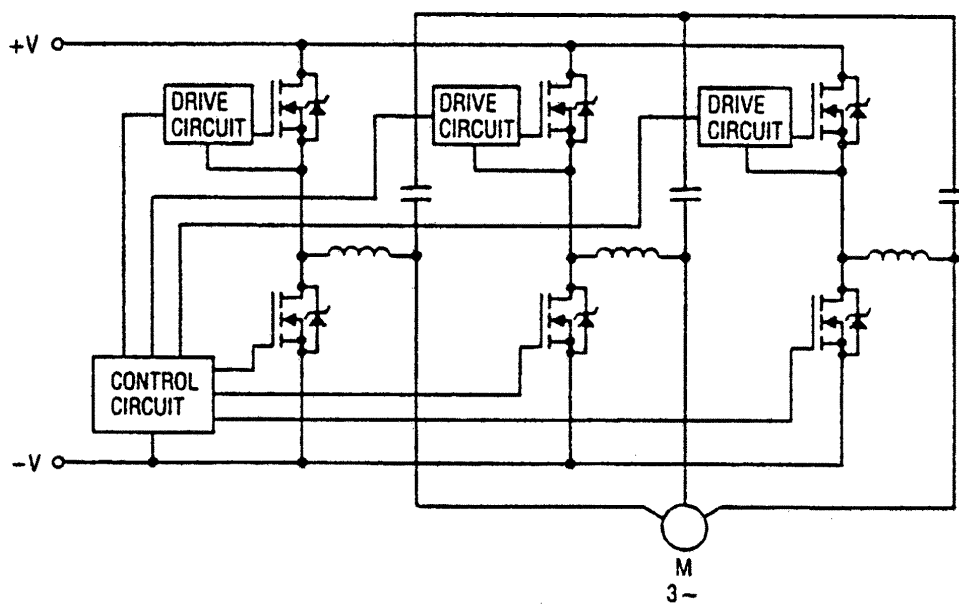 +V
DRIVE
CIRCUIT
DRIVE
CIRCUIT
DRIVE
CIRCUIT
CONTROL
CIRCUIT
-V
M
3~